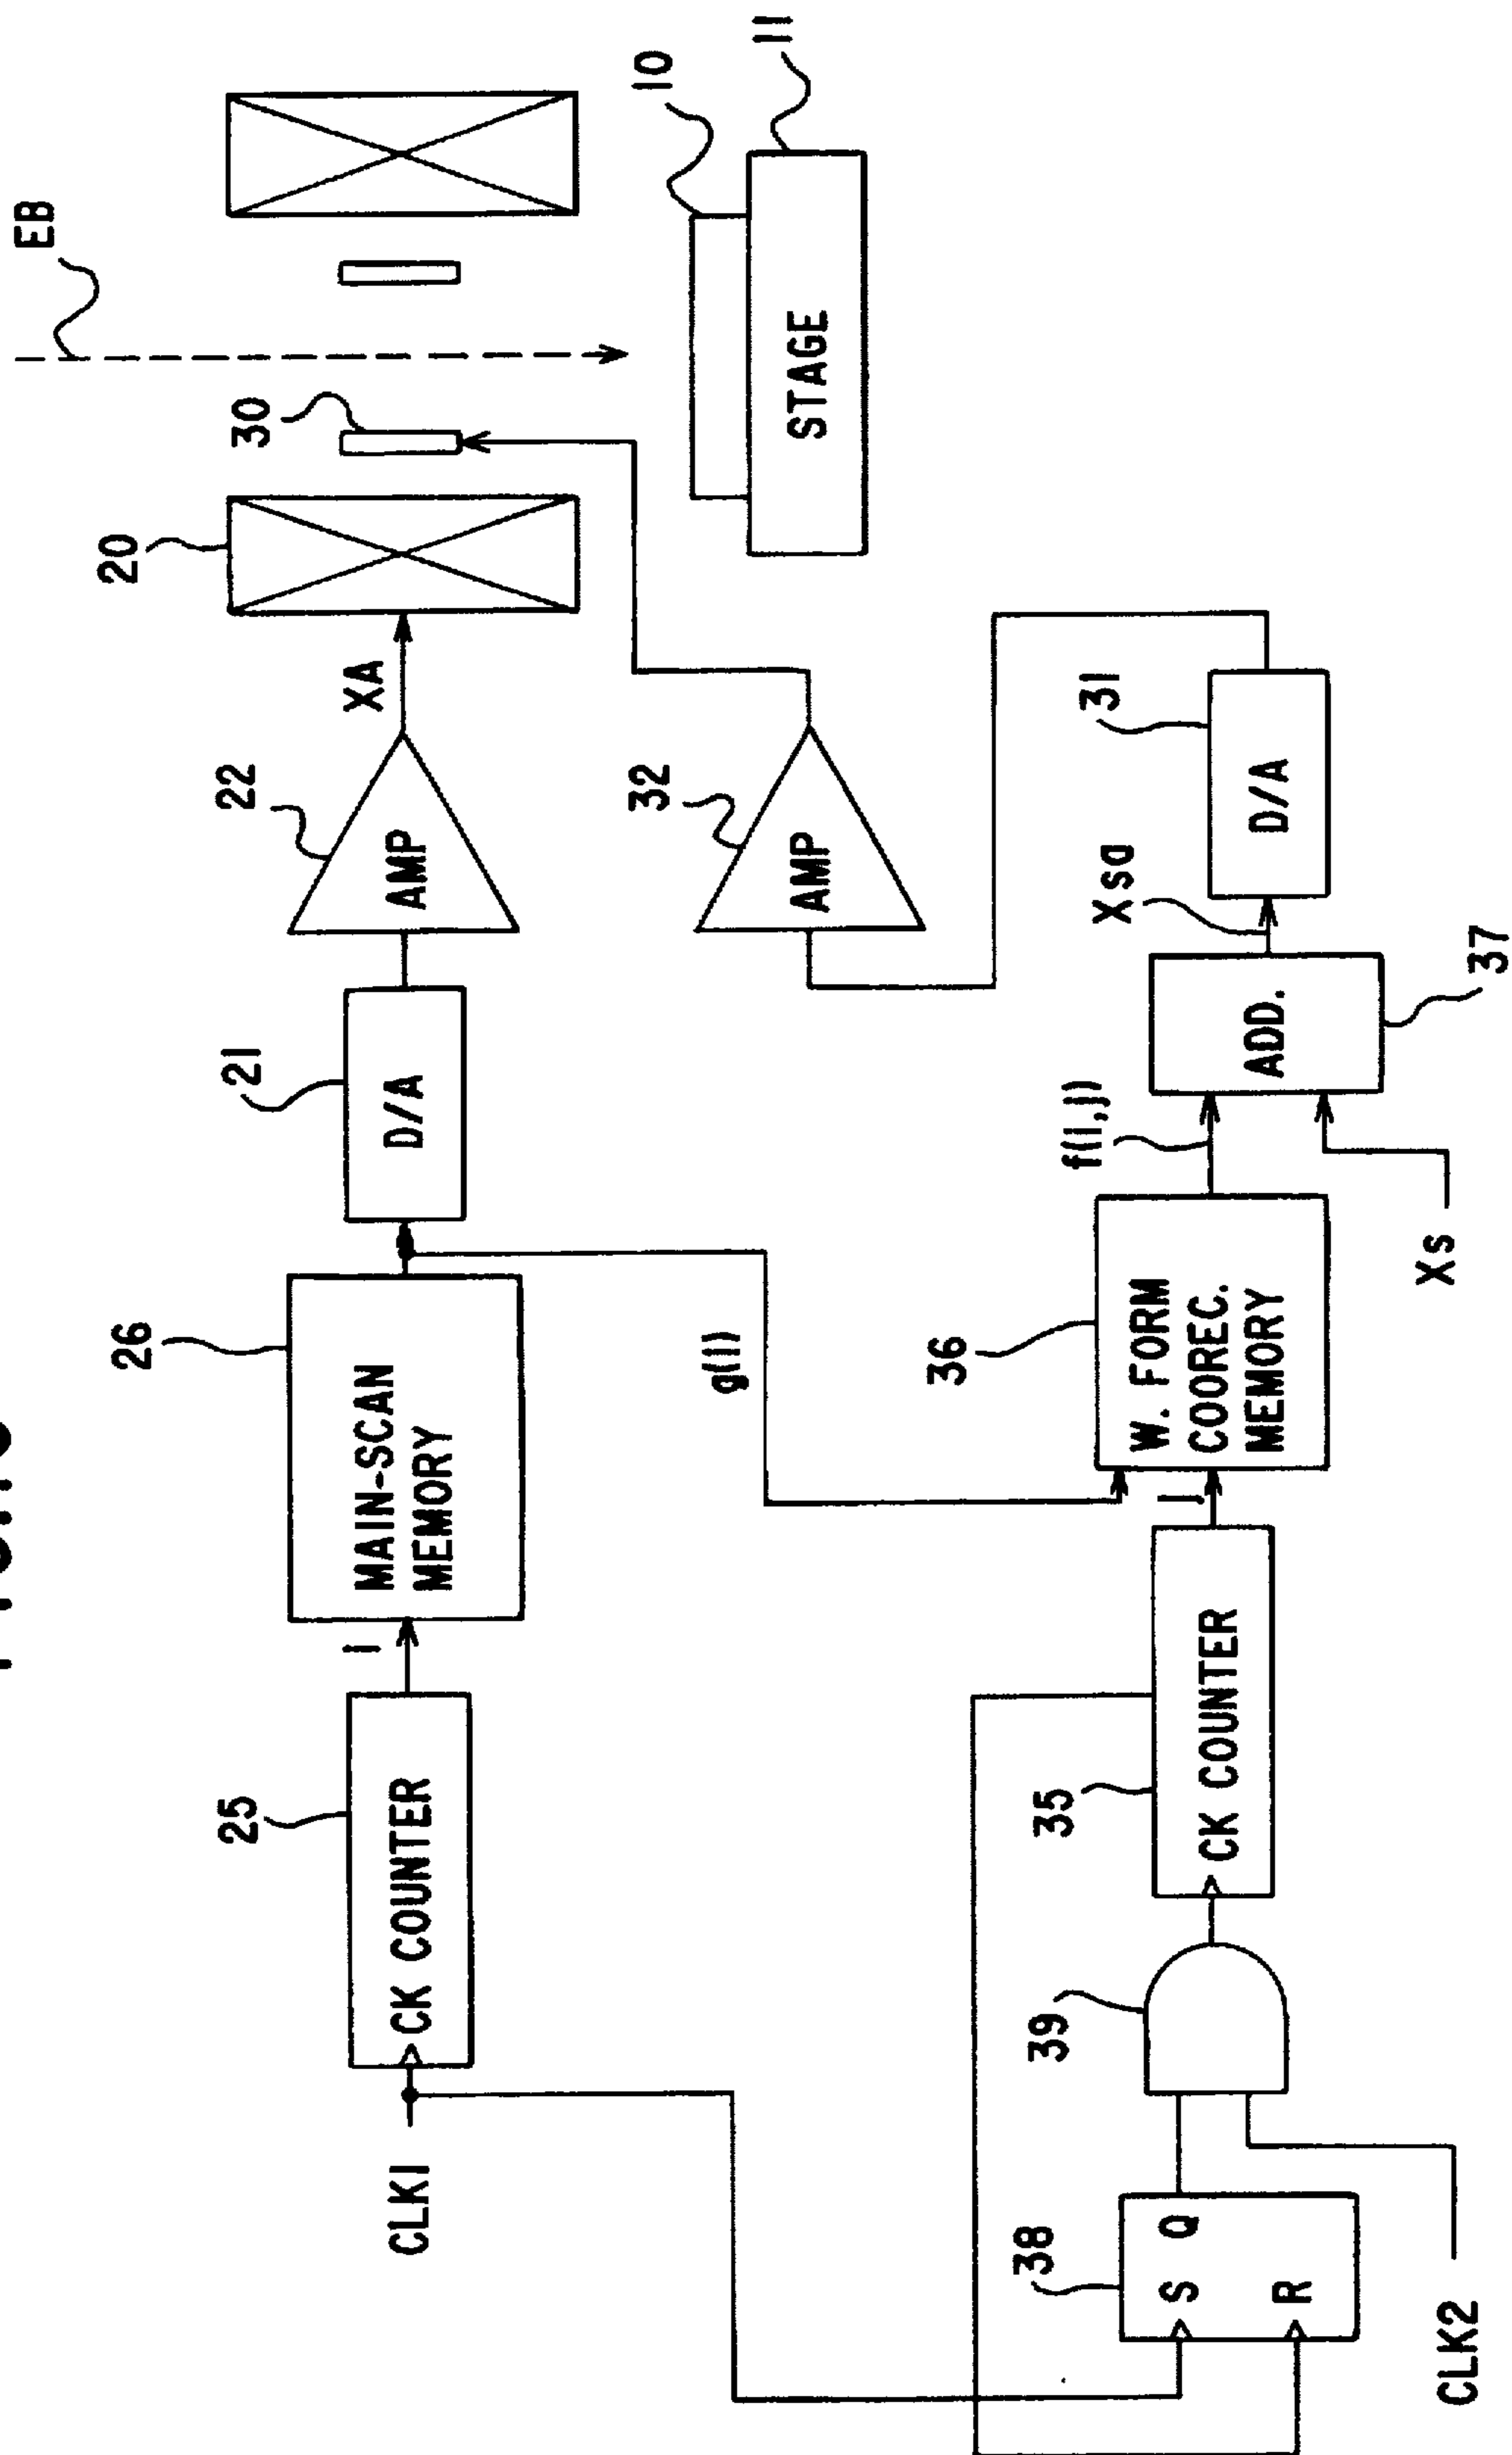 EB
10
11
20
30
STAGE
XA
22
AMP
32
AMP
21
D/A
31
D/A
Xsa
37
ADD.
f(i,j)
Xs
26
MAIN-SCAN
MEMORY
g(i)
36
W. FORM
COOREC.
MEMORY
i
j
25
CK COUNTER
35
CK COUNTER
39
CLK1
38
S Q
R
CLK2